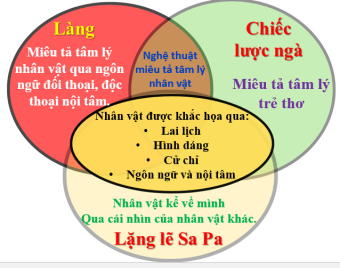 Làng
Miêu tả tâm lý
nhân vật qua ngôn
ngữ đối thoại, độc
thoại nội tâm.
Nghệ thuật
miêu tả tâm lý
nhân vật
Chiếc
lược ngà
Miêu tả tâm lý
trẻ thơ
Nhân vật được khắc họa qua:
• Lai lịch
• Hình dáng
• Cử chỉ
• Ngôn ngữ và nội tâm
Nhân vật kể về mình
Qua cái nhìn của nhân vật khác.
Lặng lẽ Sa Pa